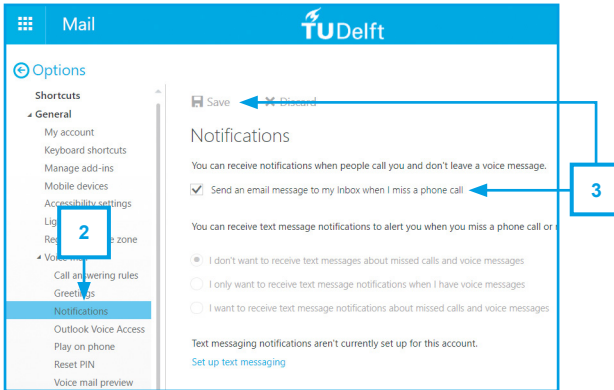 Mail
TUDelft
Options
Shortcuts
General
My account
Keyboard shortcuts
Manage add-ins
Mobile devices
Accessibility settings
zone
2
Call answering rules
Greetings
Notifications
Outlook Voice Access
Play on phone
Reset PIN
Voice mail preview
Save Discard
Notifications
You can receive notifications when people call you and don't leave a voice message.
Send an email message to my Inbox when I miss a phone call
3
You can receive text message notifications to alert you when you miss a phone call or
I don't want to receive text messages about missed calls and voice messages
I only want to receive text message notifications when I have voice messages
I want to receive text message notifications about missed calls and voice messages
Text messaging notifications aren't currently set up for this account.
Set up text messaging